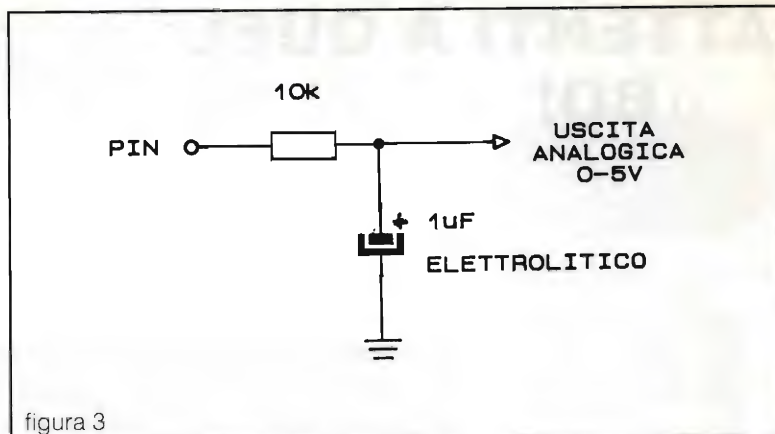 10k
PIN
USCITA
ANALOGICA
0-5V
+ 1uF
ELETTROLITICO
figura 3